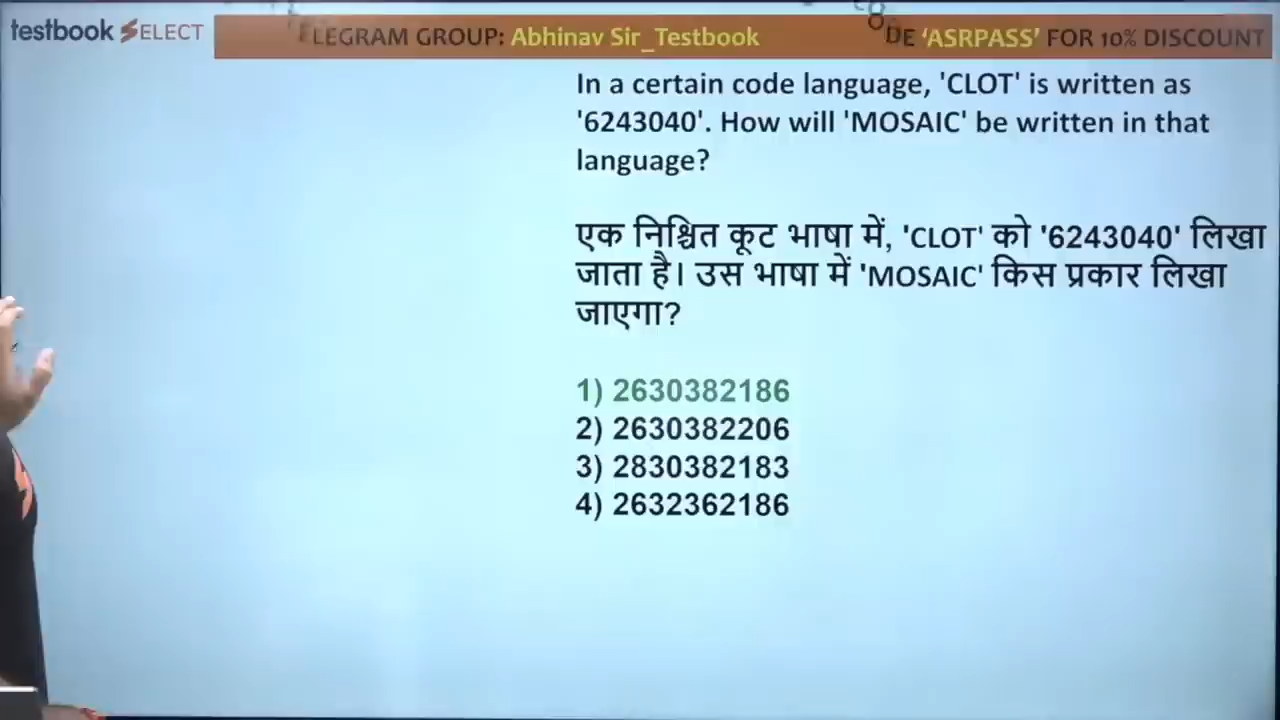 testbook SELECT
LEGRAM GROUP: Abhinav Sir_Testbook
DE ‘ASRPASS’ FOR 10% DISCOUNT
In a certain code language, 'CLOT' is written as
'6243040'. How will 'MOSAIC' be written in that
language?
एक निश्चित कूट भाषा में, 'CLOT' को '6243040' लिखा
जाता है। उस भाषा में 'MOSAIC' किस प्रकार लिखा
जाएगा?
1) 2630382186
2) 2630382206
3) 2830382183
4) 2632362186